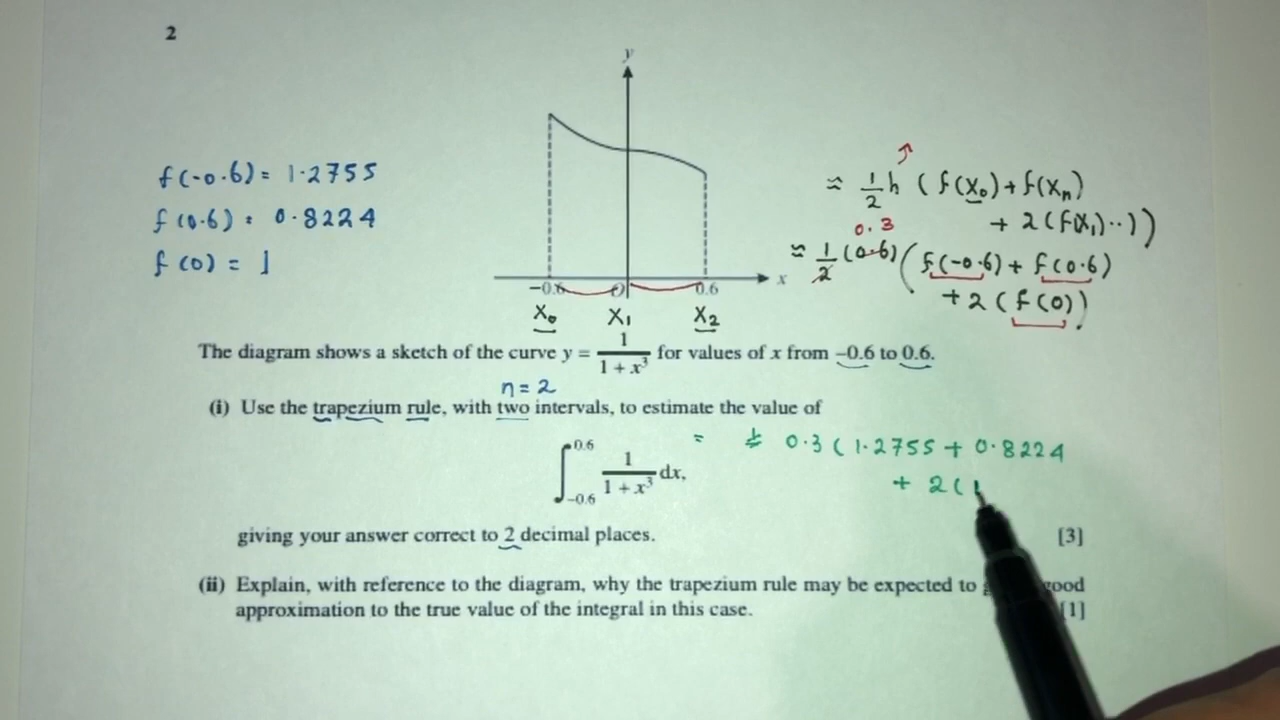 2
y
f(-0.6) = 1.2755
f(0.6) = 0.8224
f(0) = 1
≈ 1/2 h (f(x₀) + f(xₙ)
+ 2(f(x₁)..))
0.3
≈ 1/2 (0.6) (f(-0.6) + f(0.6)
+ 2(f(0))
−0.6 O 0.6 x
x₀ x₁ x₂
The diagram shows a sketch of the curve y = 1/(1 + x³) for values of x from −0.6 to 0.6.
n = 2
(i) Use the trapezium rule, with two intervals, to estimate the value of
∫_{−0.6}^{0.6} 1/(1 + x³) dx,
= 0.3 (1.2755 + 0.8224
+ 2(
giving your answer correct to 2 decimal places. [3]
(ii) Explain, with reference to the diagram, why the trapezium rule may be expected to good
approximation to the true value of the integral in this case. [1]